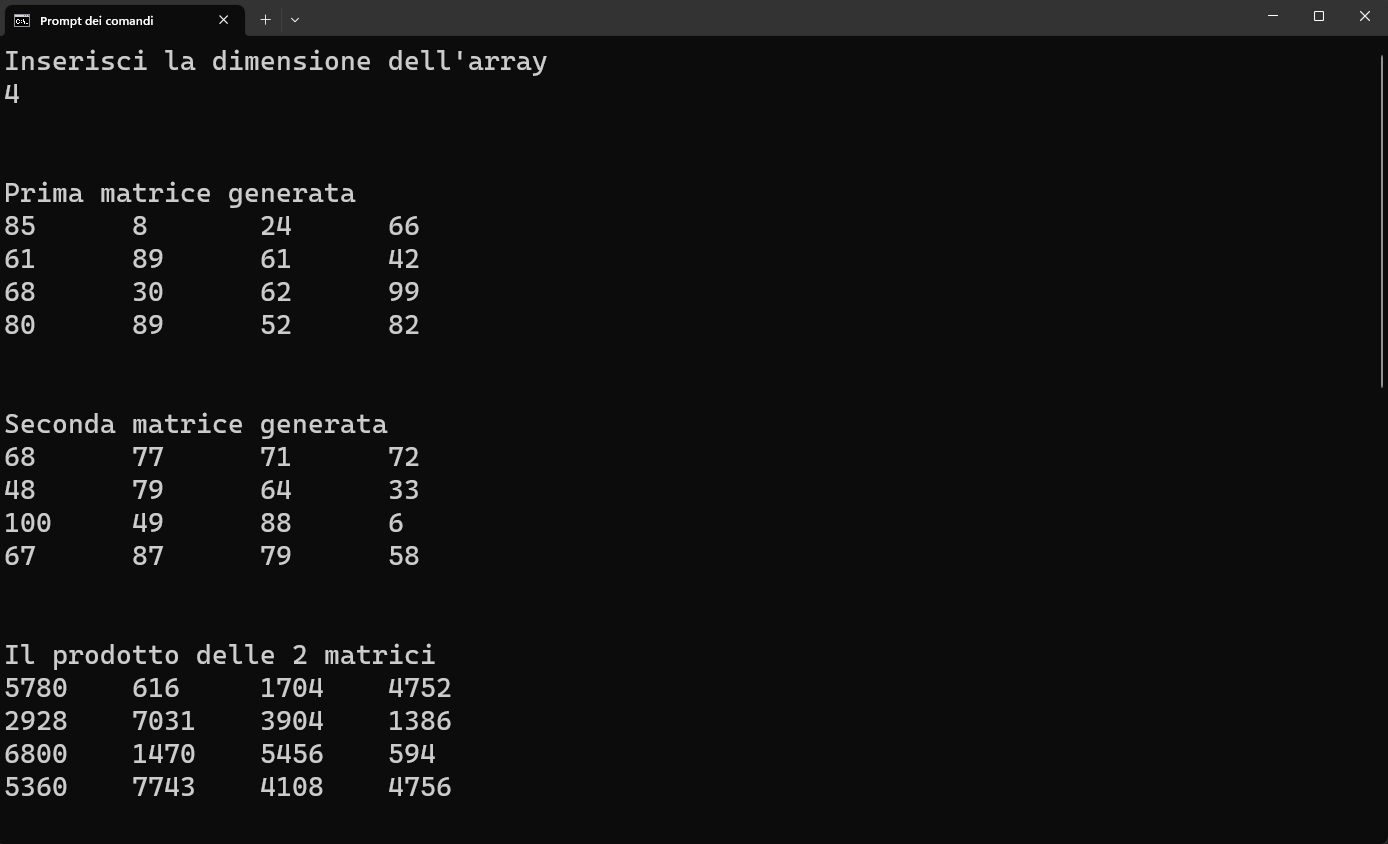 Prompt dei comandi
Inserisci la dimensione dell'array
4
Prima matrice generata
85 8 24 66
61 89 61 42
68 30 62 99
80 89 52 82
Seconda matrice generata
68 77 71 72
48 79 64 33
100 49 88 6
67 87 79 58
Il prodotto delle 2 matrici
5780 616 1704 4752
2928 7031 3904 1386
6800 1470 5456 594
5360 7743 4108 4756